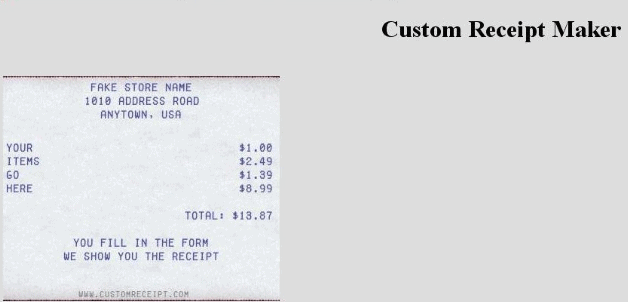 Custom Receipt Maker
FAKE STORE NAME
1010 ADDRESS ROAD
ANYTOWN, USA
YOUR $1.00
ITEMS $2.49
GO $1.39
HERE $8.99
TOTAL: $13.87
YOU FILL IN THE FORM
WE SHOW YOU THE RECEIPT
WWW.CUSTOMRECEIPT.COM